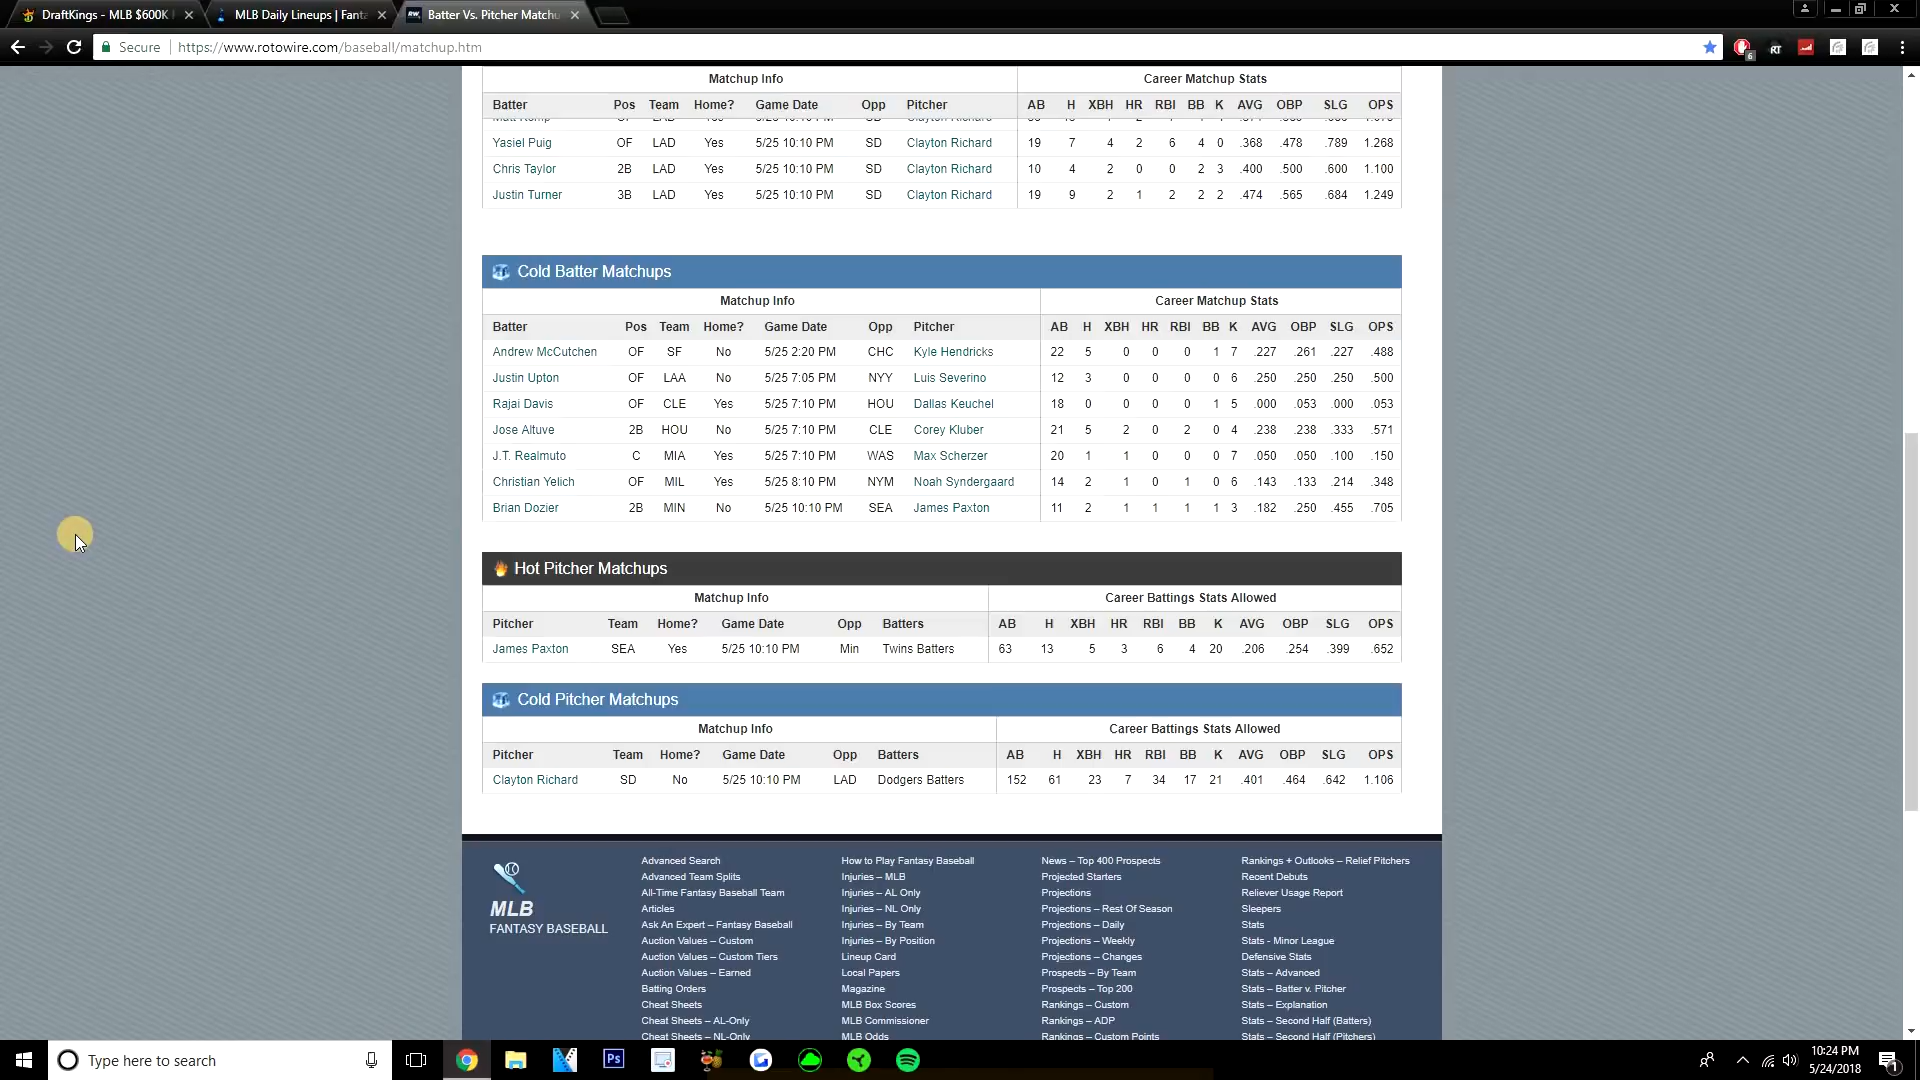 DraftKings - MLB $600K
MLB Daily Lineups | Fanta
Batter Vs. Pitcher Matchu
Secure | https://www.rotowire.com/baseball/matchup.htm
6 RT
Matchup Info Career Matchup Stats
Batter Pos Team Home? Game Date Opp Pitcher AB H XBH HR RBI BB K AVG OBP SLG OPS
Yasiel Puig OF LAD Yes 5/25 10:10 PM SD Clayton Richard 19 7 4 2 6 4 0 .368 .478 .789 1.268
Chris Taylor 2B LAD Yes 5/25 10:10 PM SD Clayton Richard 10 4 2 0 0 2 3 .400 .500 .600 1.100
Justin Turner 3B LAD Yes 5/25 10:10 PM SD Clayton Richard 19 9 2 1 2 2 2 .474 .565 .684 1.249
Cold Batter Matchups
Matchup Info Career Matchup Stats
Batter Pos Team Home? Game Date Opp Pitcher AB H XBH HR RBI BB K AVG OBP SLG OPS
Andrew McCutchen OF SF No 5/25 2:20 PM CHC Kyle Hendricks 22 5 0 0 0 1 7 .227 .261 .227 .488
Justin Upton OF LAA No 5/25 7:05 PM NYY Luis Severino 12 3 0 0 0 0 6 .250 .250 .250 .500
Rajai Davis OF CLE Yes 5/25 7:10 PM HOU Dallas Keuchel 18 0 0 0 0 1 5 .000 .053 .000 .053
Jose Altuve 2B HOU No 5/25 7:10 PM CLE Corey Kluber 21 5 2 0 2 0 4 .238 .238 .333 .571
J.T. Realmuto C MIA Yes 5/25 7:10 PM WAS Max Scherzer 20 1 1 0 0 0 7 .050 .050 .100 .150
Christian Yelich OF MIL Yes 5/25 8:10 PM NYM Noah Syndergaard 14 2 1 0 1 0 6 .143 .133 .214 .348
Brian Dozier 2B MIN No 5/25 10:10 PM SEA James Paxton 11 2 1 1 1 1 3 .182 .250 .455 .705
Hot Pitcher Matchups
Matchup Info Career Battings Stats Allowed
Pitcher Team Home? Game Date Opp Batters AB H XBH HR RBI BB K AVG OBP SLG OPS
James Paxton SEA Yes 5/25 10:10 PM Min Twins Batters 63 13 5 3 6 4 20 .206 .254 .399 .652
Cold Pitcher Matchups
Matchup Info Career Battings Stats Allowed
Pitcher Team Home? Game Date Opp Batters AB H XBH HR RBI BB K AVG OBP SLG OPS
Clayton Richard SD No 5/25 10:10 PM LAD Dodgers Batters 152 61 23 7 34 17 21 .401 .464 .642 1.106
MLB
FANTASY BASEBALL
Advanced Search
Advanced Team Splits
All-Time Fantasy Baseball Team
Articles
Ask An Expert – Fantasy Baseball
Auction Values – Custom
Auction Values – Custom Tiers
Auction Values – Earned
Batting Orders
Cheat Sheets
Cheat Sheets – AL-Only
Cheat Sheets – NL-Only
How to Play Fantasy Baseball
Injuries – MLB
Injuries – AL Only
Injuries – NL Only
Injuries – By Team
Injuries – By Position
Lineup Card
Local Papers
Magazine
MLB Box Scores
MLB Commissioner
MLB Odds
News – Top 400 Prospects
Projected Starters
Projections
Projections – Rest Of Season
Projections – Daily
Projections – Weekly
Projections – Changes
Prospects – By Team
Prospects – Top 200
Rankings – Custom
Rankings – ADP
Rankings – Custom Points
Rankings + Outlooks – Relief Pitchers
Recent Debuts
Reliever Usage Report
Sleepers
Stats
Stats - Minor League
Defensive Stats
Stats – Advanced
Stats – Batter v. Pitcher
Stats – Explanation
Stats – Second Half (Batters)
Stats – Second Half (Pitchers)
Type here to search
Ps
10:24 PM
5/24/2018
1